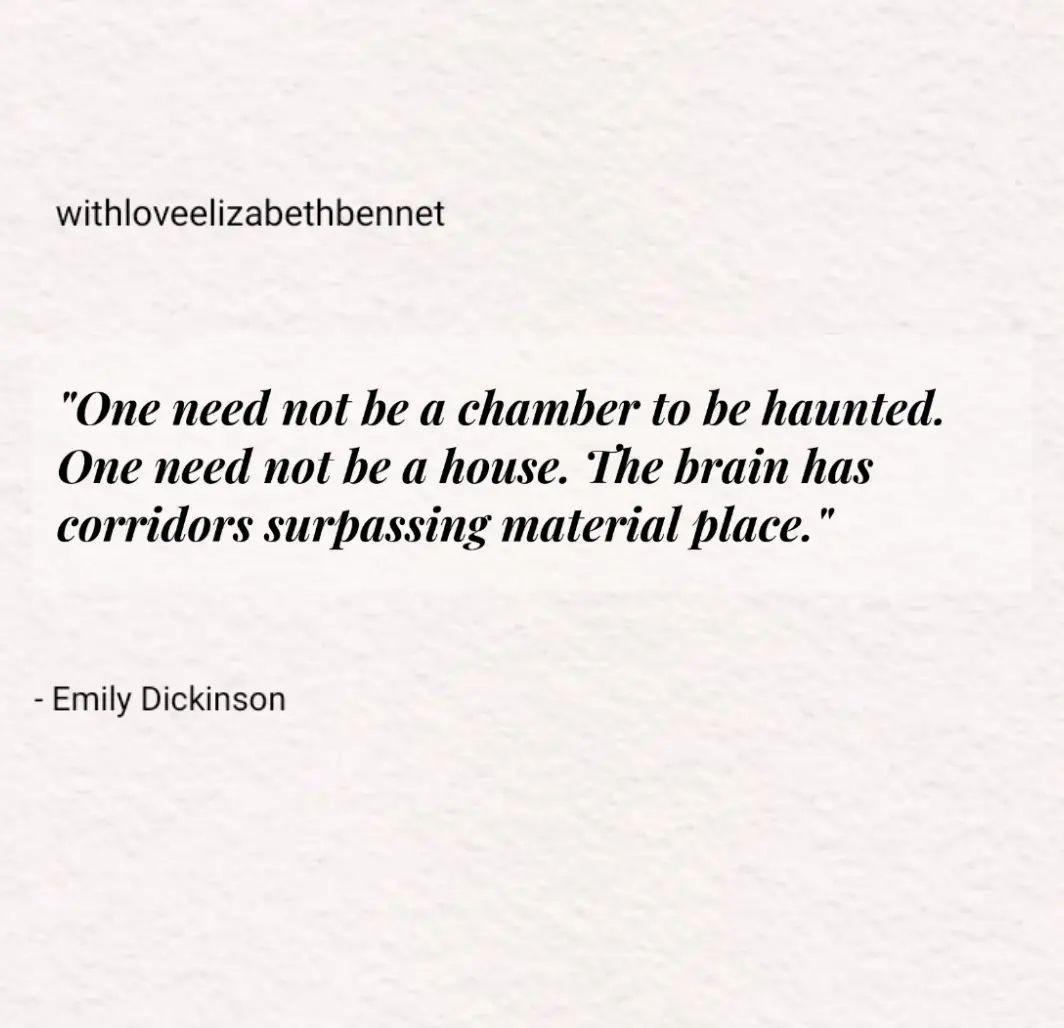 withloveelizabethbennet
"One need not be a chamber to be haunted.
One need not be a house. The brain has
corridors surpassing material place."
- Emily Dickinson